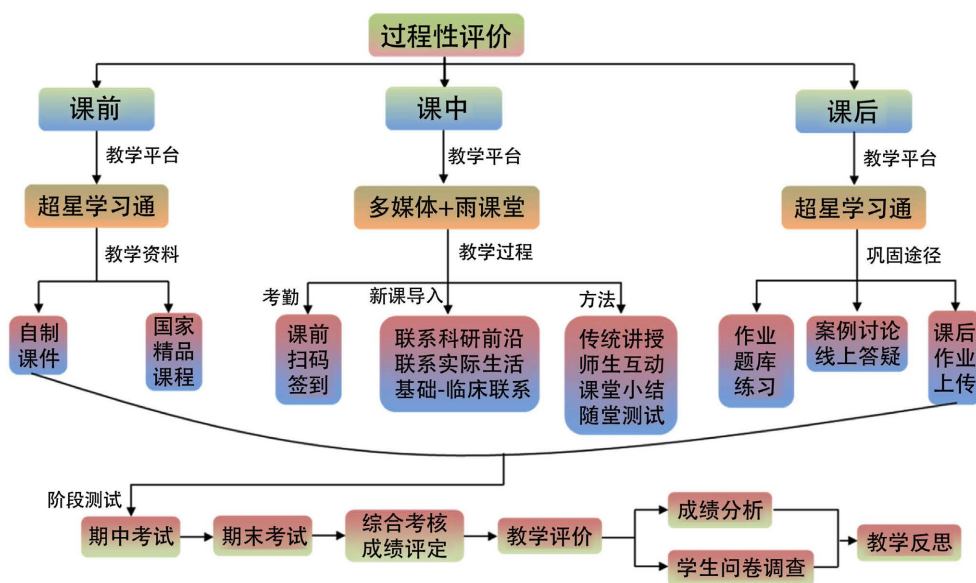 过程性评价
课前
课中
课后
教学平台
教学平台
教学平台
超星学习通
多媒体+雨课堂
超星学习通
教学资料
教学过程
巩固途径
考勤
新课导入
方法
自制
课件
国家
精品
课程
课前
扫码
签到
联系科研前沿
联系实际生活
基础-临床联系
传统讲授
师生互动
课堂小结
随堂测试
作业
题库
练习
案例讨论
线上答疑
课后
作业
上传
阶段测试
期中考试
期末考试
综合考核
成绩评定
教学评价
成绩分析
学生问卷调查
教学反思